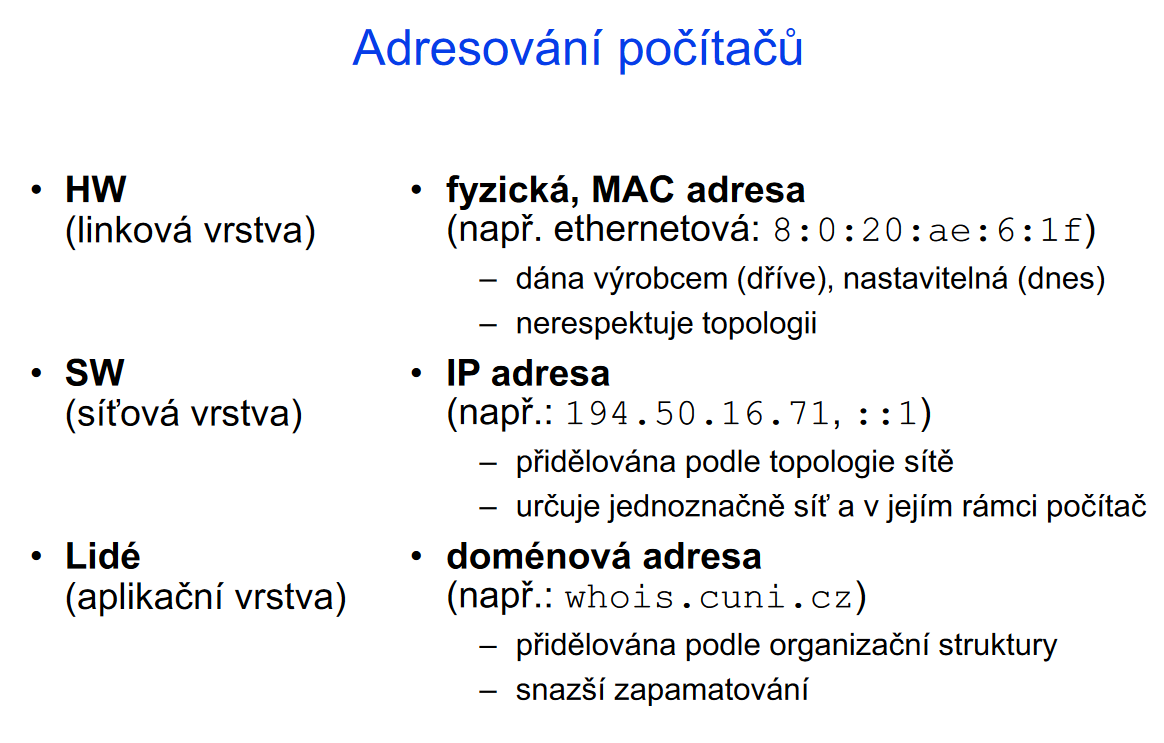 Adresování počítačů
• HW
(linková vrstva)
• fyzická, MAC adresa
(např. ethernetová: 8:0:20:ae:6:1f)
– dána výrobcem (dříve), nastavitelná (dnes)
– nerespektuje topologii
• SW
(síťová vrstva)
• IP adresa
(např.: 194.50.16.71, ::1)
– přidělována podle topologie sítě
– určuje jednoznačně síť a v jejím rámci počítač
• Lidé
(aplikační vrstva)
• doménová adresa
(např.: whois.cuni.cz)
– přidělována podle organizační struktury
– snazší zapamatování